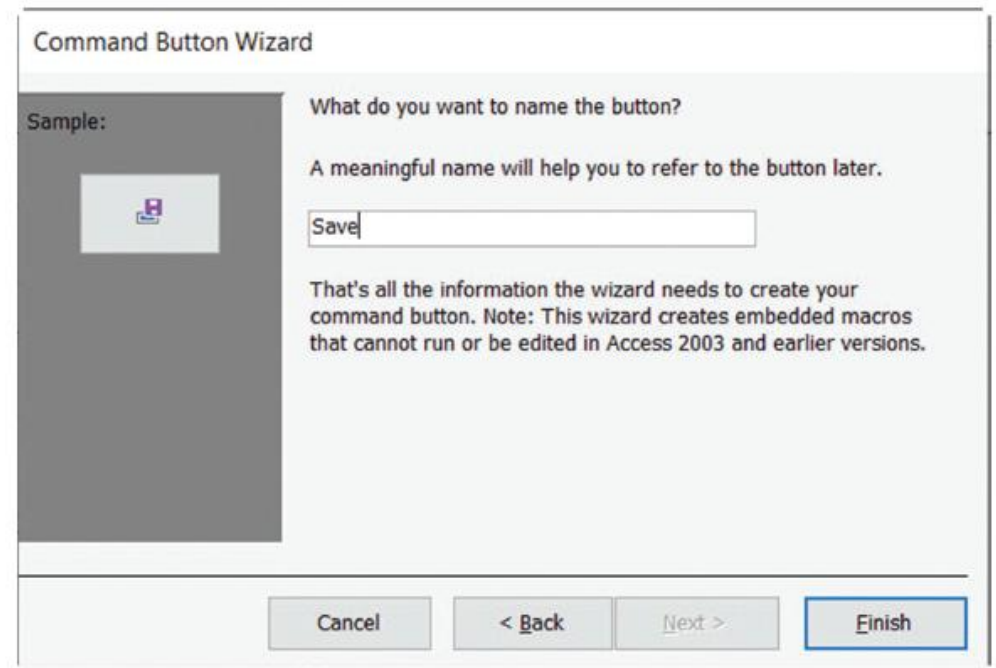 Command Button Wizard
Sample:
What do you want to name the button?
A meaningful name will help you to refer to the button later.
Save
That's all the information the wizard needs to create your
command button. Note: This wizard creates embedded macros
that cannot run or be edited in Access 2003 and earlier versions.
Cancel
< Back
Next >
Finish